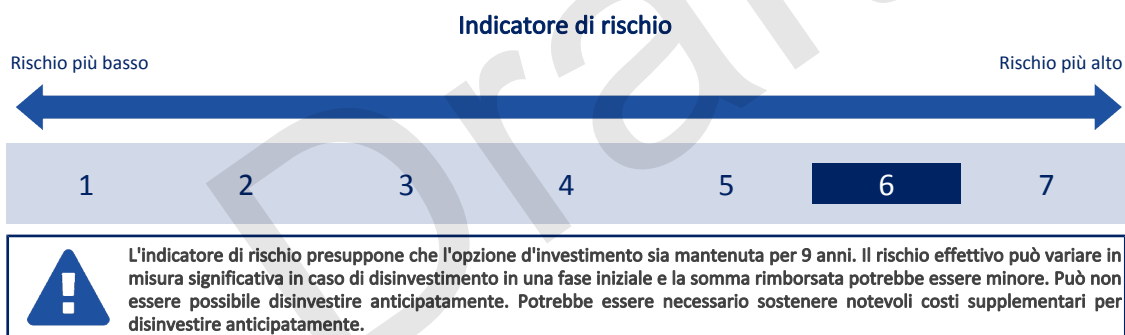 Indicatore di rischio
Rischio più basso
Rischio più alto
1 2 3 4 5 6 7
L'indicatore di rischio presuppone che l'opzione d'investimento sia mantenuta per 9 anni. Il rischio effettivo può variare in
misura significativa in caso di disinvestimento in una fase iniziale e la somma rimborsata potrebbe essere minore. Può non
essere possibile disinvestire anticipatamente. Potrebbe essere necessario sostenere notevoli costi supplementari per
disinvestire anticipatamente.
Draft